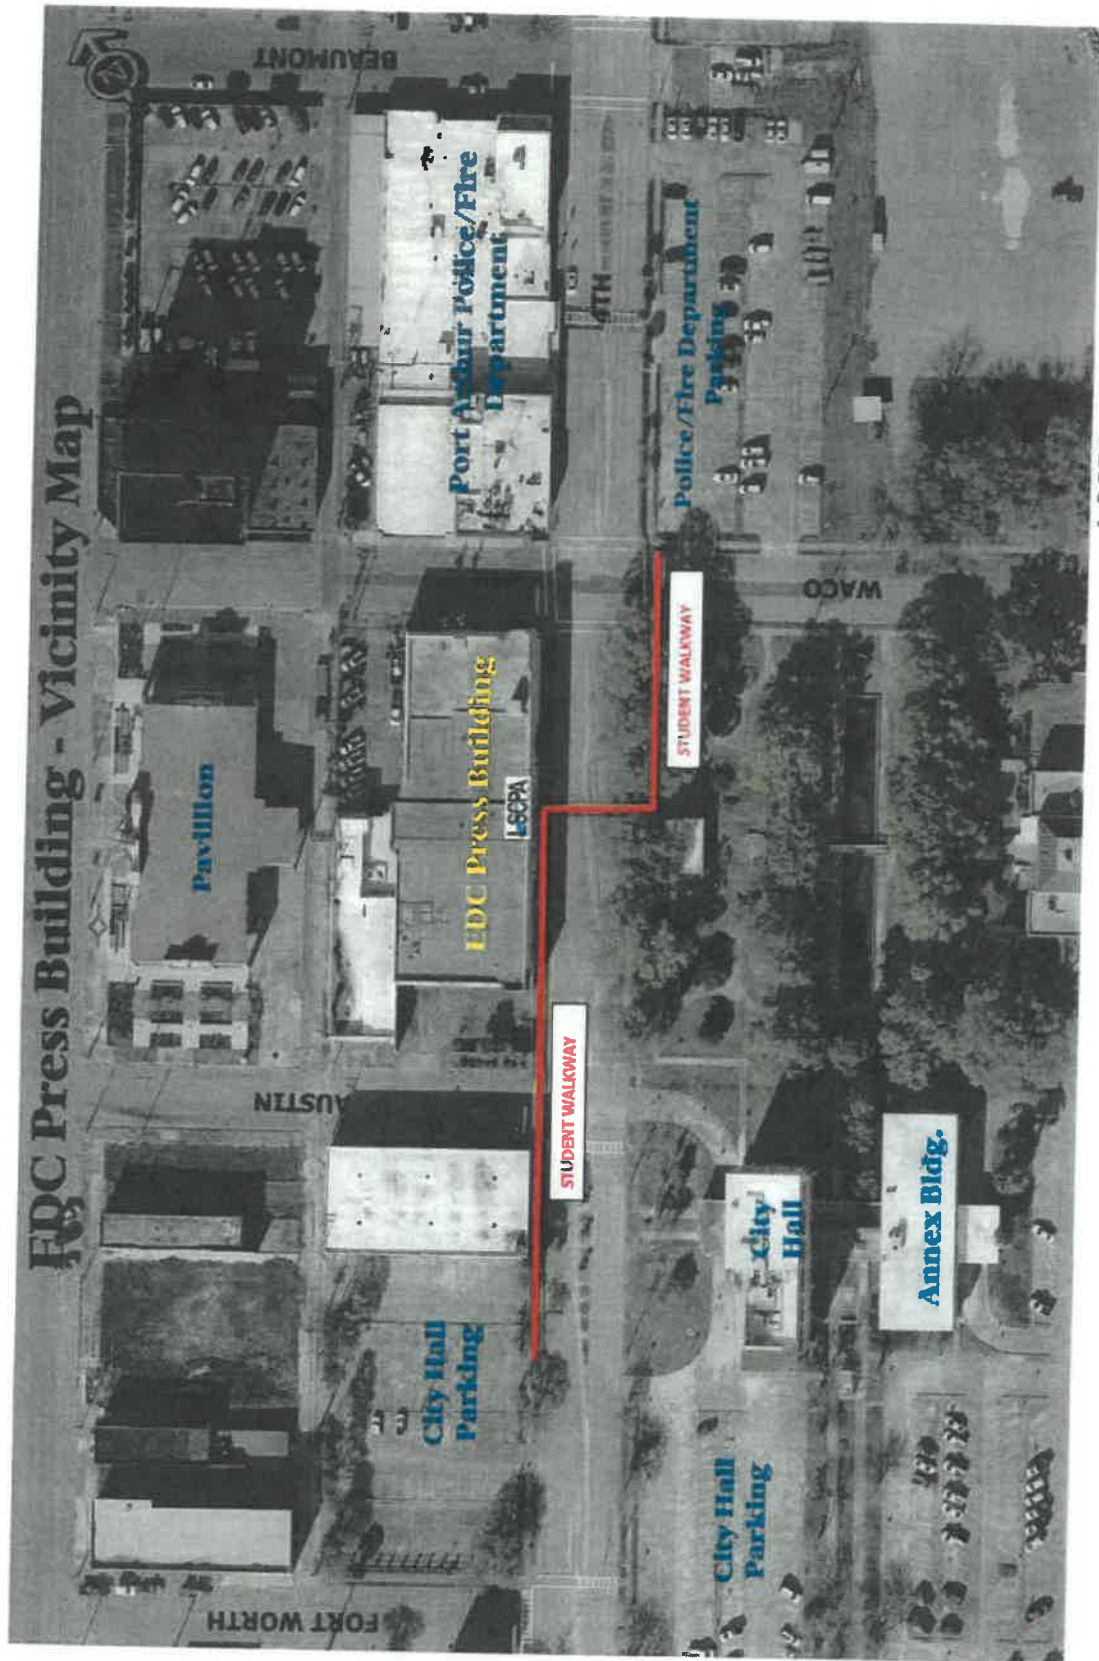 EDC Press Building - Vicinity Map
N
BEAUMONT
Pavillion
FORT WORTH
AUSTIN
City Hall
Parking
EDC Press Building
LSCPA
Port Arthur Police/Fire
Department
STUDENT WALKWAY
4TH
STUDENT WALKWAY
Police/Fire Department
Parking
City Hall
Parking
City
Hall
WACO
Annex Bldg.